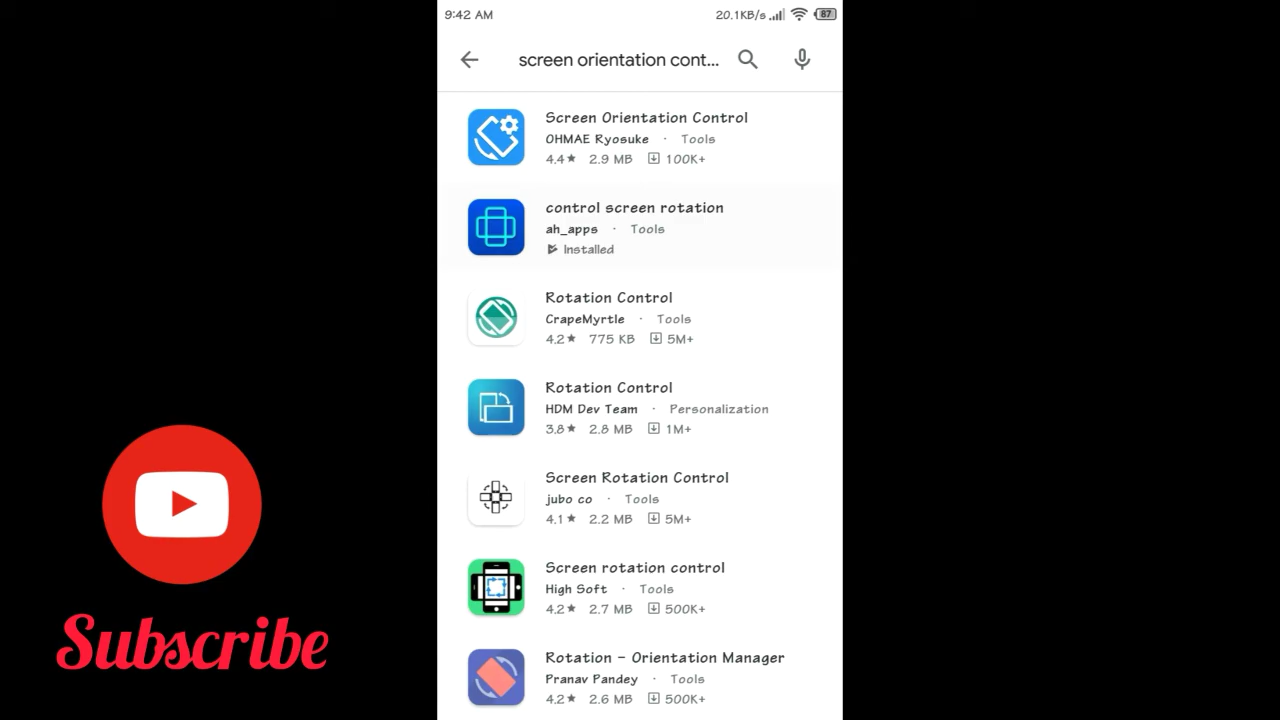 9:42 AM 20.1KB/s 87
screen orientation cont...
Screen Orientation Control
OHMAE Ryosuke · Tools
4.4★ 2.9 MB 100K+
control screen rotation
ah_apps · Tools
Installed
Rotation Control
CrapeMyrtle · Tools
4.2★ 775 KB 5M+
Rotation Control
HDM Dev Team · Personalization
3.8★ 2.8 MB 1M+
Screen Rotation Control
jubo co · Tools
4.1★ 2.2 MB 5M+
Screen rotation control
High Soft · Tools
4.2★ 2.7 MB 500K+
Rotation - Orientation Manager
Pranav Pandey · Tools
4.2★ 2.6 MB 500K+
Subscribe